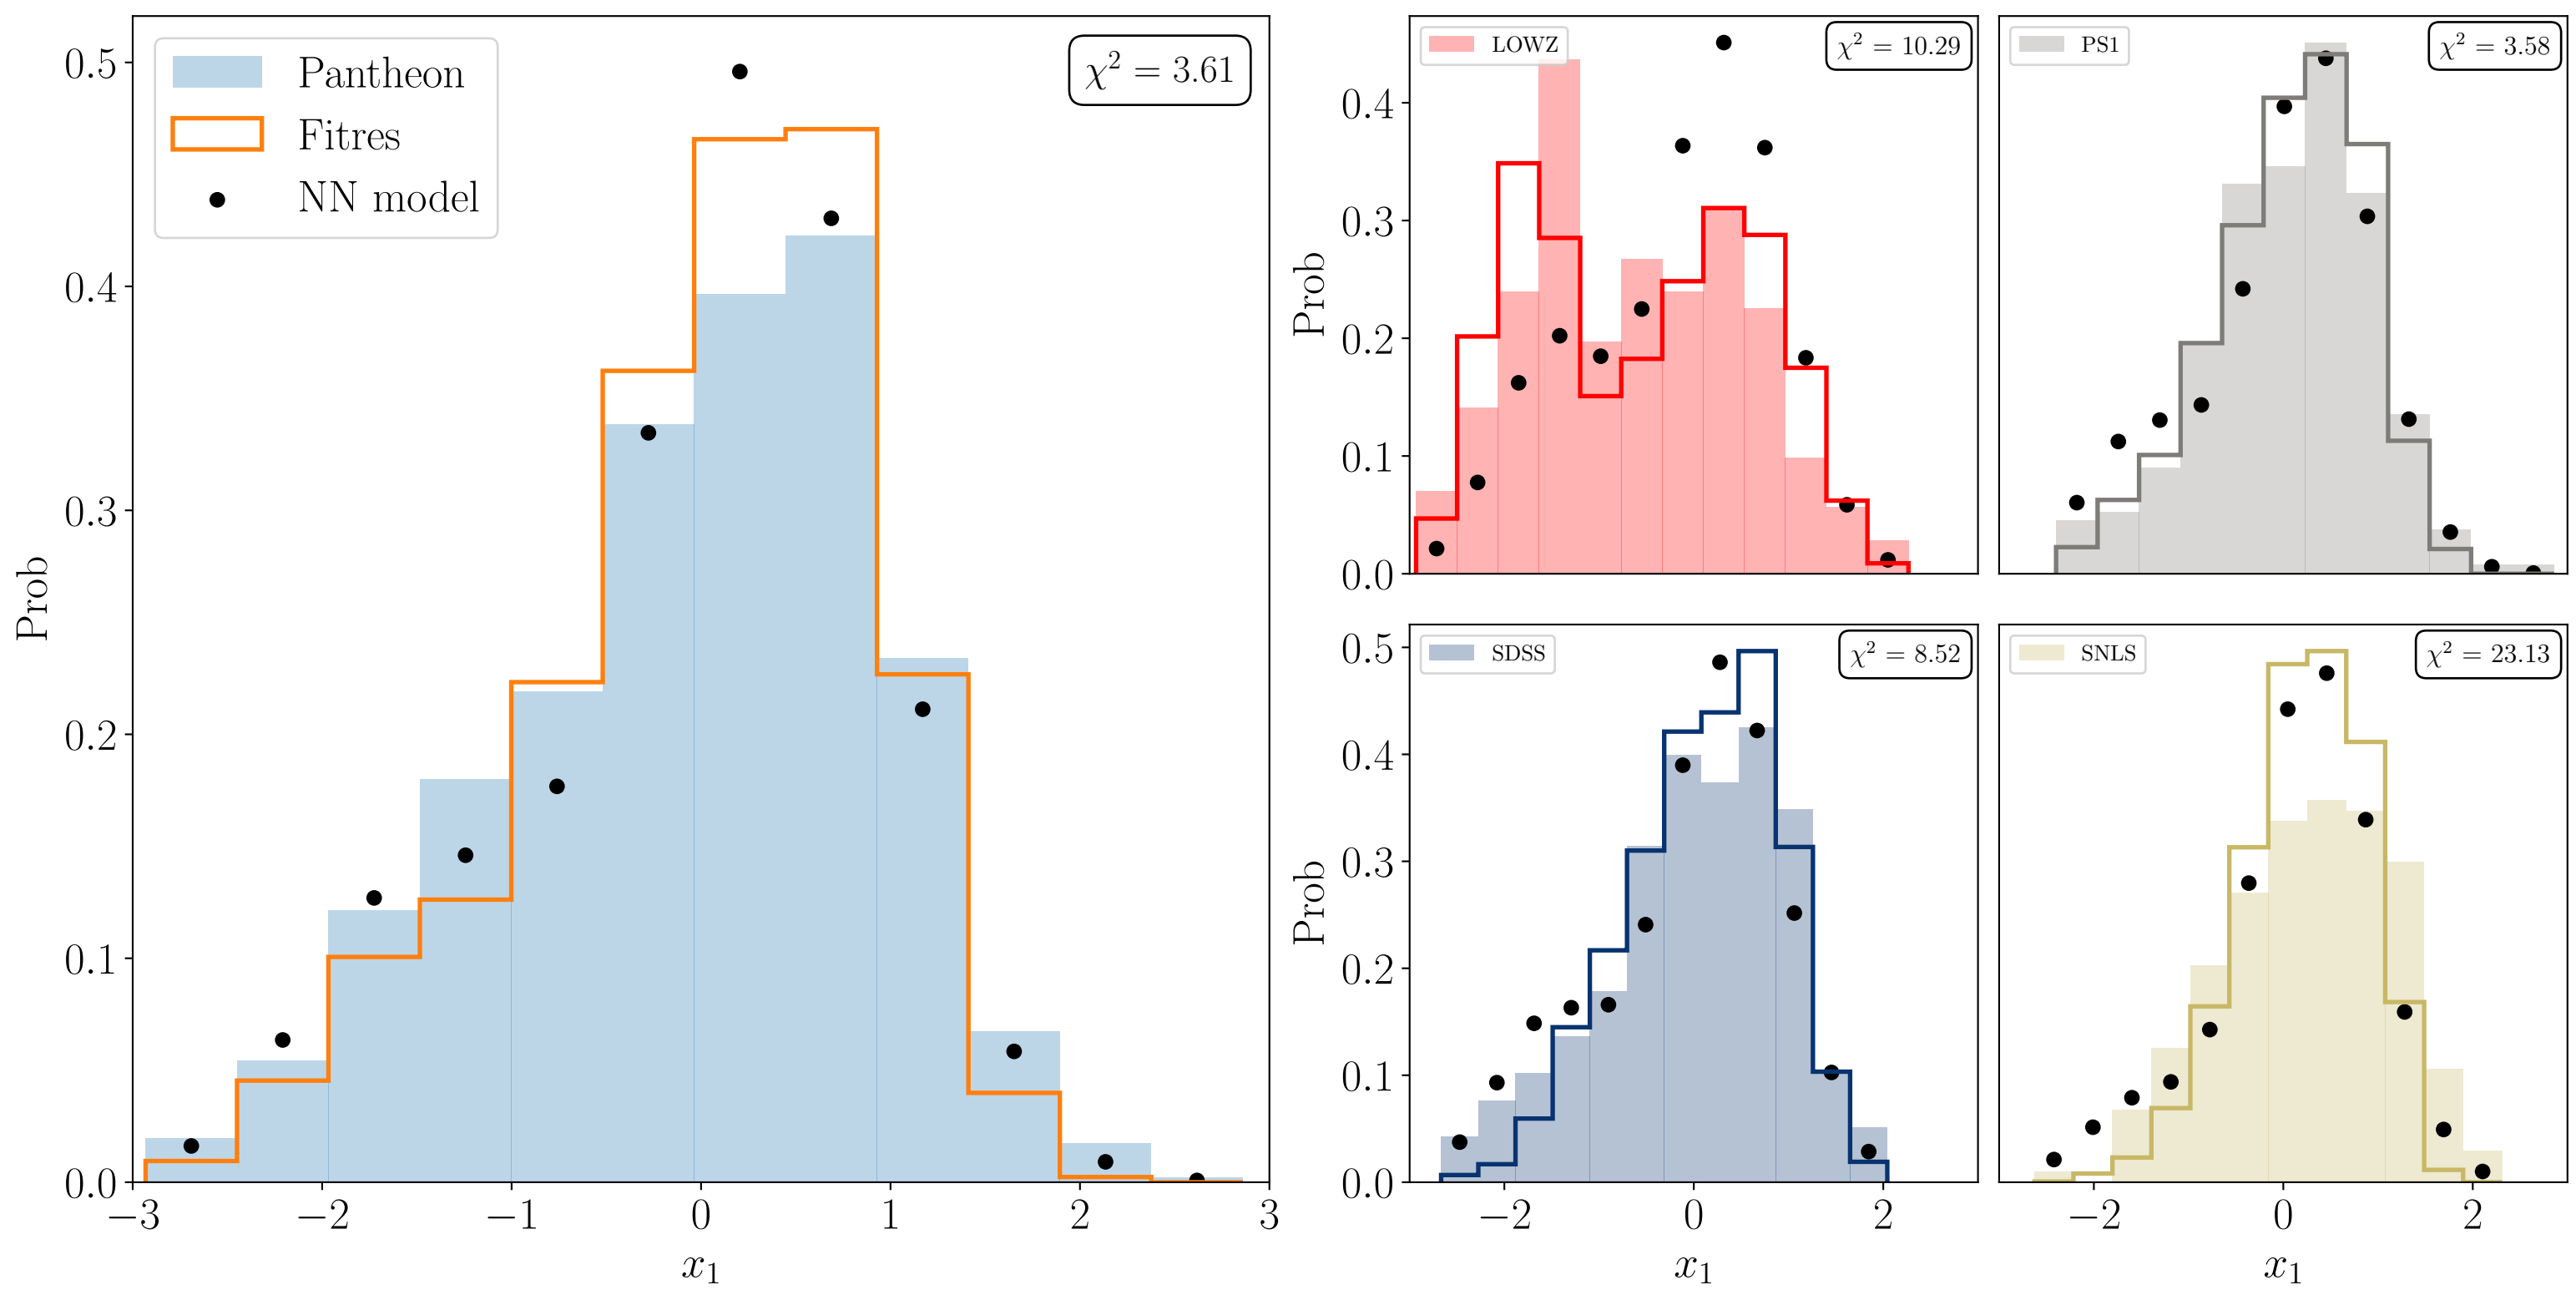 Prob
0.5
0.4
0.3
0.2
0.1
0.0
−3 −2 −1 0 1 2 3
x₁
Pantheon
Fitres
NN model
χ² = 3.61
Prob
0.4
0.3
0.2
0.1
0.0
LOWZ
χ² = 10.29
PS1
χ² = 3.58
Prob
0.5
0.4
0.3
0.2
0.1
0.0
SDSS
χ² = 8.52
−2 0 2
x₁
SNLS
χ² = 23.13
−2 0 2
x₁